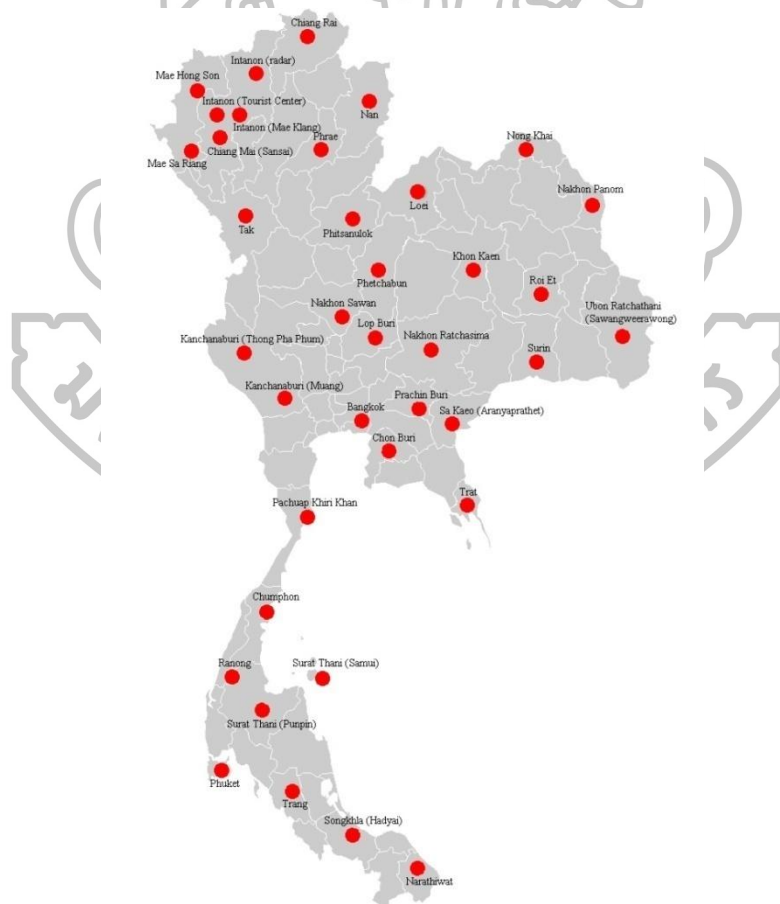 Chiang Rai
Intanon (radar)
Mae Hong Son
Intanon (Tourist Center)
Nan
Intanon (Mae Klang)
Phrae
Nong Khai
Chiang Mai (Sansai)
Mae Sa Riang
Nakhon Panom
Loei
Tak
Phitsanulok
Khon Kaen
Phetchabun
Roi Et
Nakhon Sawan
Ubon Ratchathani
(Sawangweerawong)
Lop Buri
Kanchanaburi (Thong Pha Phum)
Nakhon Ratchasima
Surin
Kanchanaburi (Muang)
Prachin Buri
Bangkok
Sa Kaeo (Aranyaprathet)
Chon Buri
Trat
Pachuap Khiri Khan
Chumphon
Ranong
Surat Thani (Samui)
Surat Thani (Punpin)
Phuket
Trang
Songkhla (Hadyai)
Narathiwat